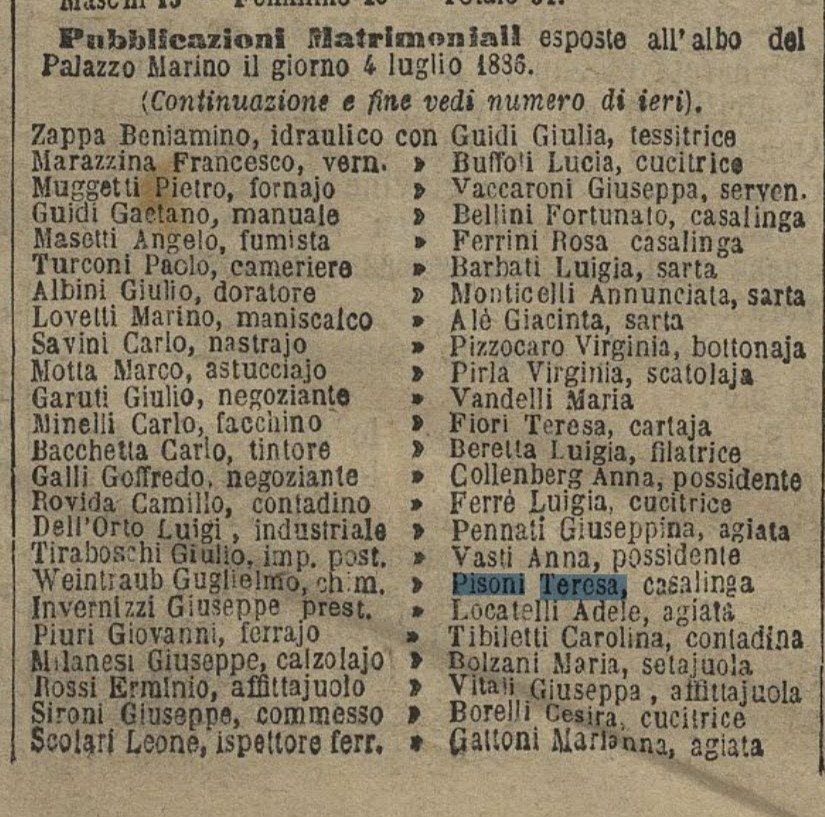 Pubblicazioni Matrimoniali esposte all'albo del
Palazzo Marino il giorno 4 luglio 1836.
(Continuazione e fine vedi numero di ieri).
Zappa Beniamino, idraulico con Guidi Giulia, tessitrice
Marazzina Francesco, vern. » Buffoli Lucia, cucitrice
Muggetti Pietro, fornajo » Vaccaroni Giuseppa, serven.
Guidi Gaetano, manuale » Bellini Fortunato, casalinga
Masetti Angelo, fumista » Ferrini Rosa casalinga
Turconi Paolo, cameriere » Barbati Luigia, sarta
Albini Giulio, doratore » Monticelli Annunciata, sarta
Lovetti Marino, maniscalco » Alè Giacinta, sarta
Savini Carlo, nastrajo » Pizzocaro Virginia, bottonaja
Motta Marco, astucciajo » Pirla Virginia, scatolaja
Garuti Giulio, negoziante » Vandelli Maria
Minelli Carlo, facchino » Fiori Teresa, cartaja
Bacchetta Carlo, tintore » Beretta Luigia, filatrice
Galli Goffredo, negoziante » Collenberg Anna, possidente
Rovida Camillo, contadino » Ferrè Luigia, cucitrice
Dell'Orto Luigi, industriale » Pennati Giuseppina, agiata
Tiraboschi Giulio, imp. post. » Vasti Anna, possidente
Weintraub Guglielmo, chim. » Pisoni Teresa, casalinga
Invernizzi Giuseppe prest. » Locatelli Adele, agiata
Piuri Giovanni, ferrajo » Tibiletti Carolina, contadina
Milanesi Giuseppe, calzolajo » Bolzani Maria, setajuola
Rossi Erminio, affittajuolo » Vitali Giuseppa, affittajuola
Sironi Giuseppe, commesso » Borelli Cesira, cucitrice
Scolari Leone, ispettore ferr. » Gattoni Marianna, agiata